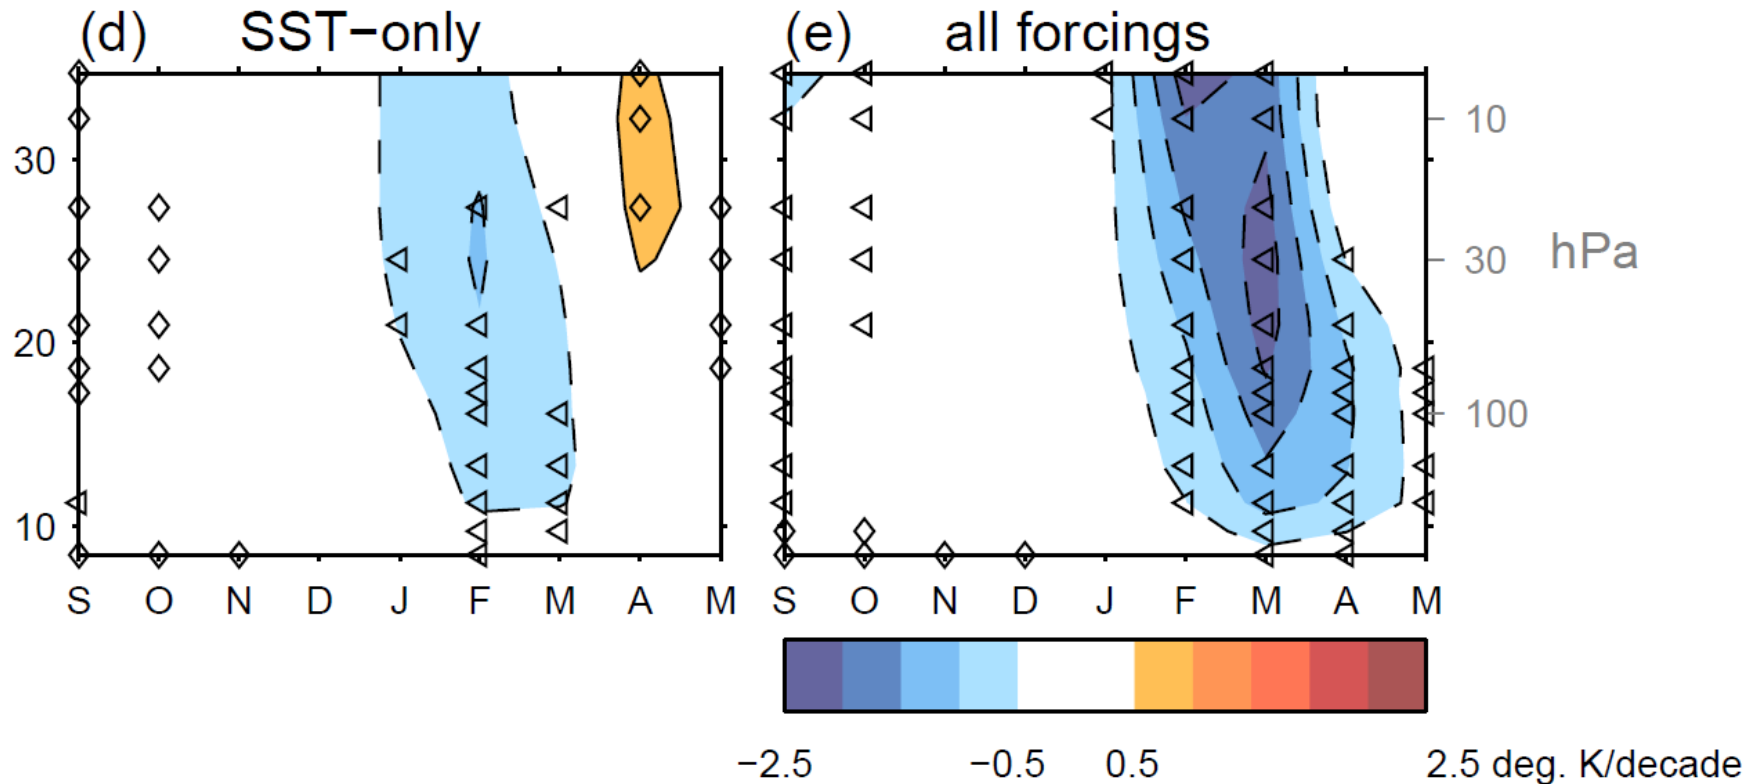 (d) SST−only (e) all forcings
30
20
10
10
30 hPa
100
S O N D J F M A M
S O N D J F M A M
−2.5 −0.5 0.5 2.5 deg. K/decade